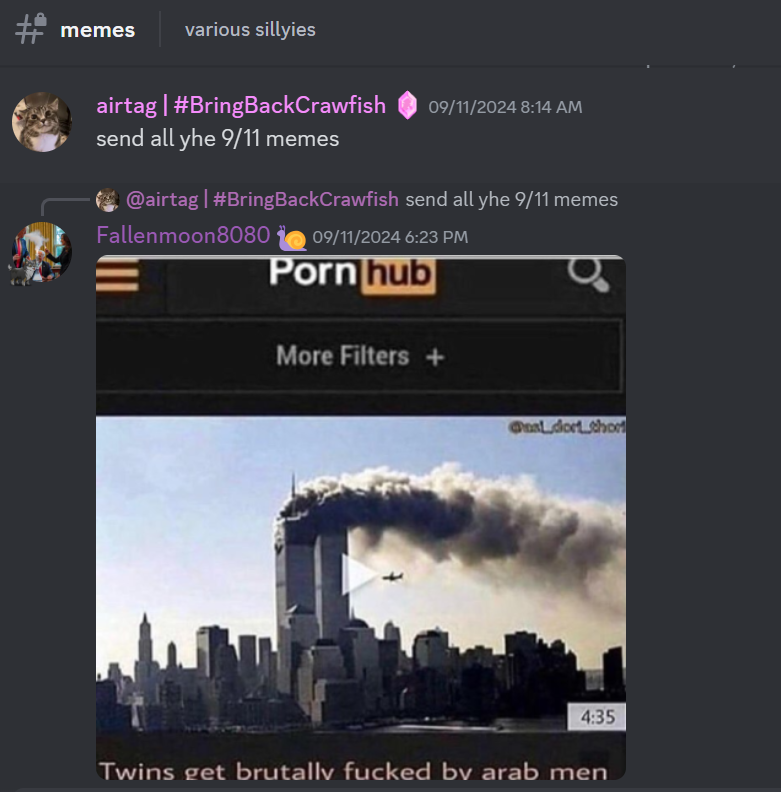 memes
various sillyies
airtag | #BringBackCrawfish 09/11/2024 8:14 AM
send all yhe 9/11 memes
@airtag | #BringBackCrawfish send all yhe 9/11 memes
Fallenmoon8080 09/11/2024 6:23 PM
Porn hub
More Filters +
4:35
Twins get brutally fucked by arab men